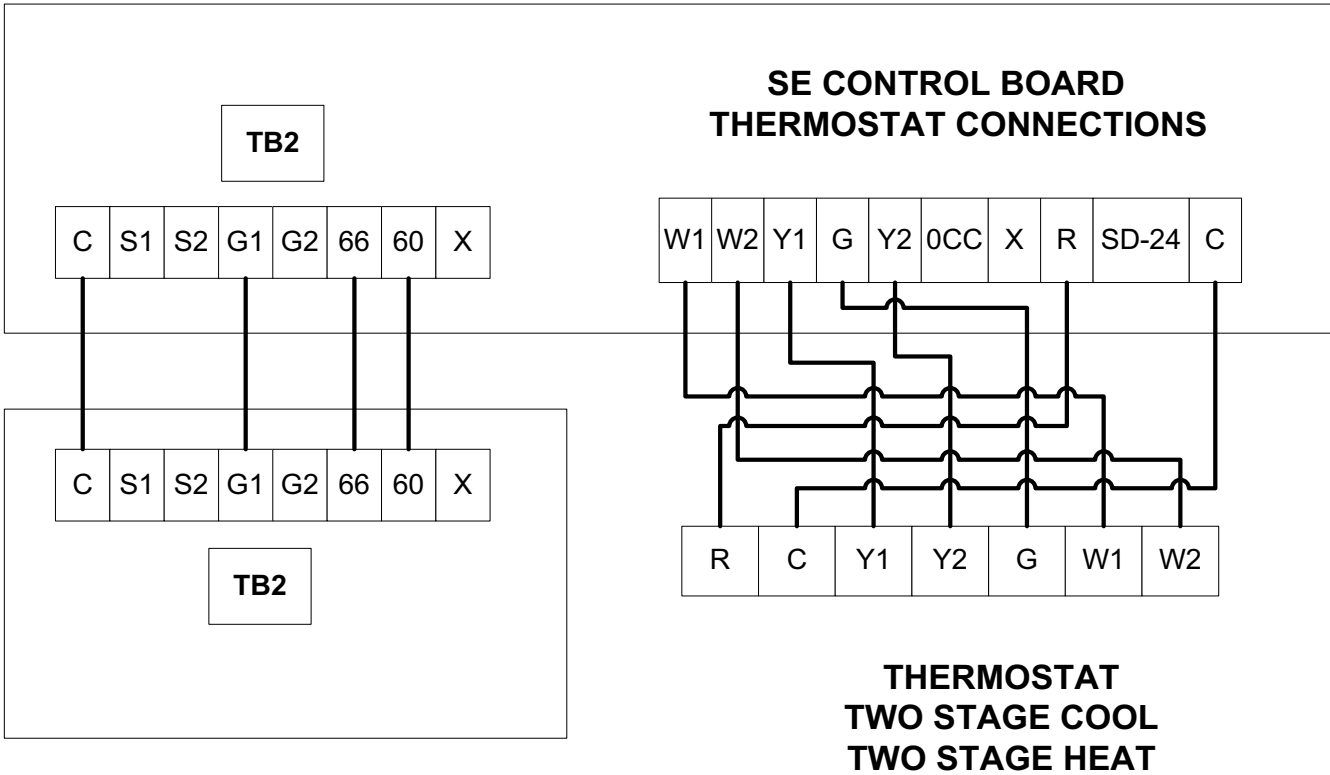 SE CONTROL BOARD
THERMOSTAT CONNECTIONS
TB2
C S1 S2 G1 G2 66 60 X
W1 W2 Y1 G Y2 0CC X R SD-24 C
C S1 S2 G1 G2 66 60 X
TB2
R C Y1 Y2 G W1 W2
THERMOSTAT
TWO STAGE COOL
TWO STAGE HEAT